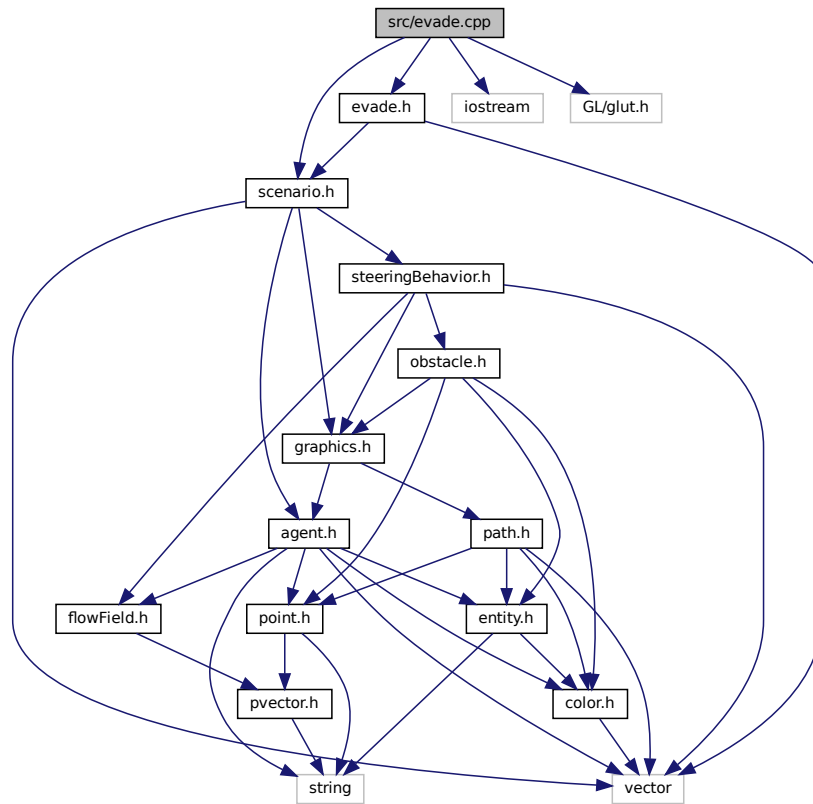 src/evade.cpp
evade.h
iostream
GL/glut.h
scenario.h
steeringBehavior.h
obstacle.h
graphics.h
agent.h
path.h
flowField.h
point.h
entity.h
pvector.h
color.h
string
vector